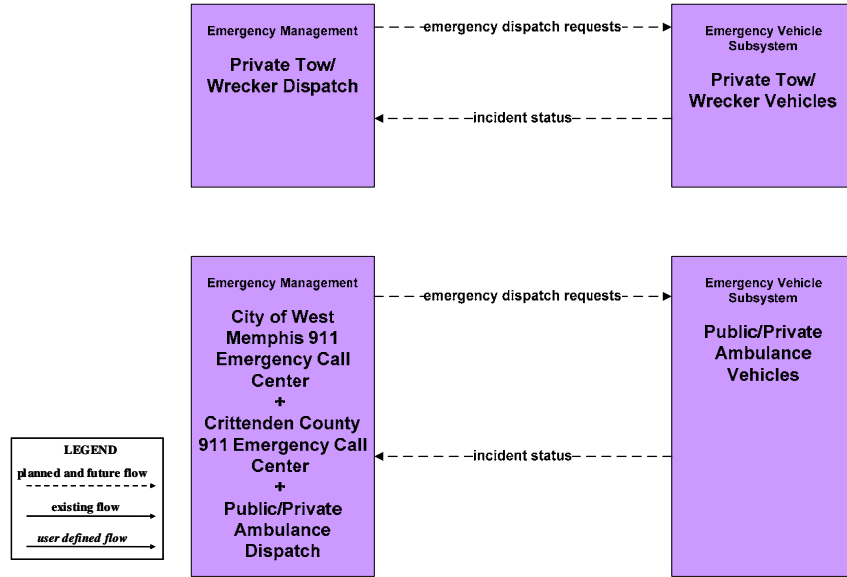 Emergency Management
Private Tow/
Wrecker Dispatch
emergency dispatch requests
incident status
Emergency Vehicle
Subsystem
Private Tow/
Wrecker Vehicles
Emergency Management
City of West
Memphis 911
Emergency Call
Center
+
Crittenden County
911 Emergency Call
Center
+
Public/Private
Ambulance
Dispatch
emergency dispatch requests
incident status
Emergency Vehicle
Subsystem
Public/Private
Ambulance
Vehicles
LEGEND
planned and future flow
existing flow
user defined flow